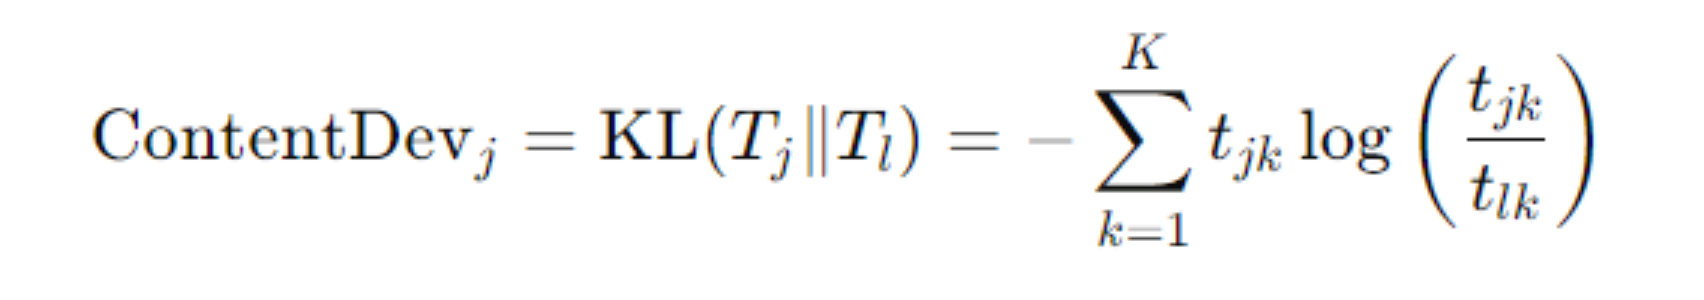 ContentDev_j = KL(T_j‖T_l) = − ∑_{k=1}^{K} t_{jk} log (t_{jk} / t_{lk})